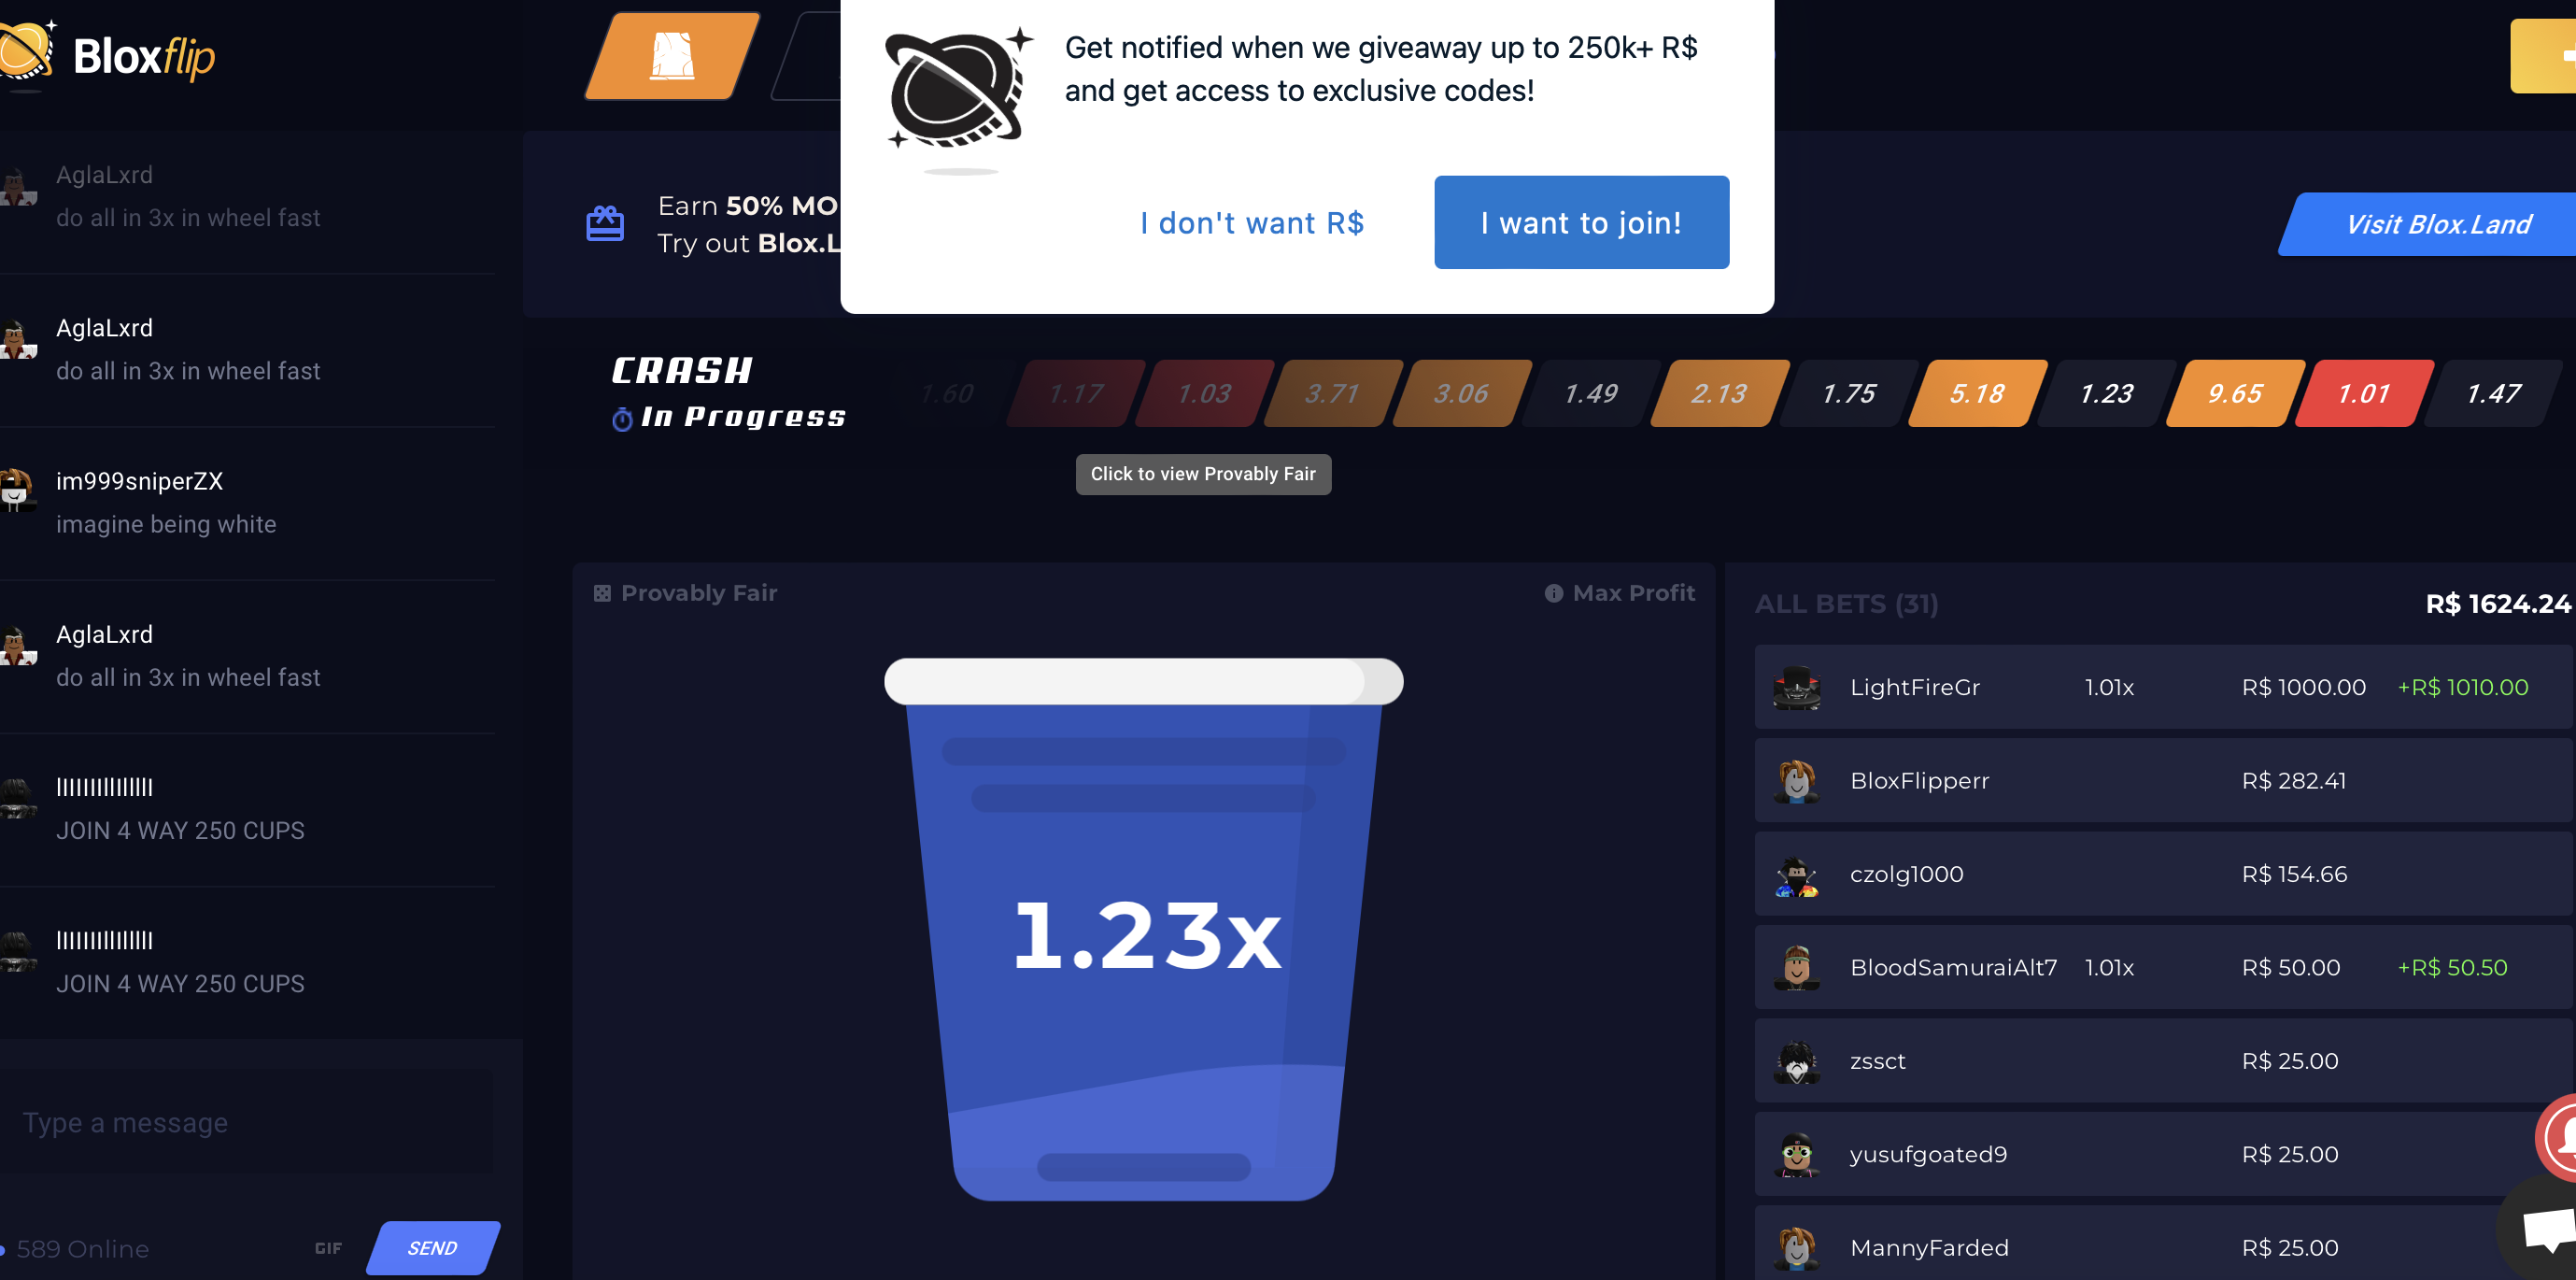 Bloxflip
AglaLxrd
do all in 3x in wheel fast
AglaLxrd
do all in 3x in wheel fast
im999sniperZX
imagine being white
AglaLxrd
do all in 3x in wheel fast
JOIN 4 WAY 250 CUPS
JOIN 4 WAY 250 CUPS
Type a message
589 Online
GIF
SEND
Get notified when we giveaway up to 250k+ R$
and get access to exclusive codes!
I don't want R$
I want to join!
Earn 50% MO
Try out Blox.L
Visit Blox.Land
CRASH
In Progress
1.60 1.17 1.03 3.71 3.06 1.49 2.13 1.75 5.18 1.23 9.65 1.01 1.47
Click to view Provably Fair
Provably Fair
Max Profit
1.23x
ALL BETS (31) R$ 1624.24
LightFireGr 1.01x R$ 1000.00 +R$ 1010.00
BloxFlipperr R$ 282.41
czolg1000 R$ 154.66
BloodSamuraiAlt7 1.01x R$ 50.00 +R$ 50.50
zssct R$ 25.00
yusufgoated9 R$ 25.00
MannyFarded R$ 25.00